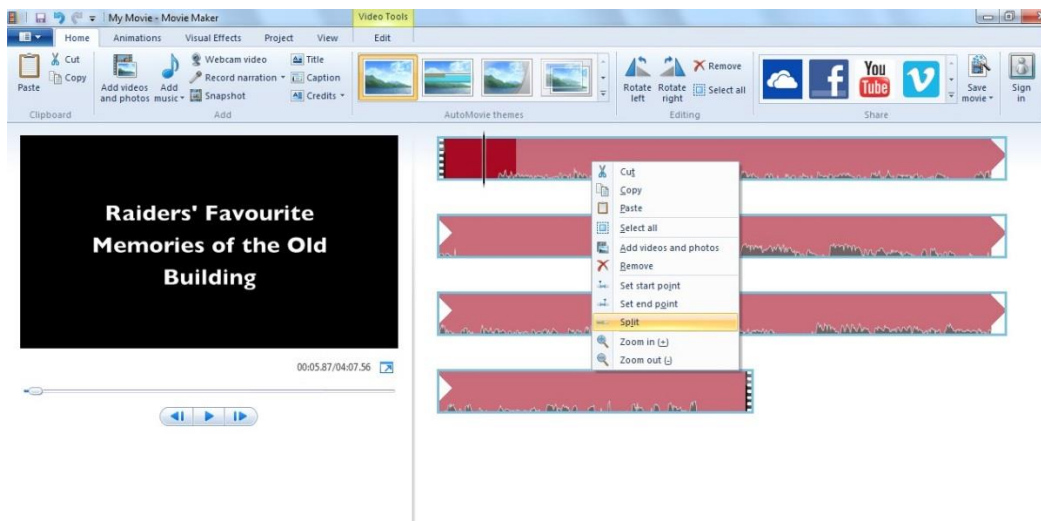 My Movie - Movie Maker
Video Tools
Home Animations Visual Effects Project View Edit
Paste
Cut
Copy
Clipboard
Add videos and photos
Add music
Webcam video
Record narration
Snapshot
Title
Caption
Credits
Add
AutoMovie themes
Rotate left
Rotate right
Remove
Select all
Editing
f
You
Tube
v
Share
Save movie
Sign in
Raiders' Favourite
Memories of the Old
Building
00:05.87/04:07.56
Cut
Copy
Paste
Select all
Add videos and photos
Remove
Set start point
Set end point
Split
Zoom in (+)
Zoom out (-)